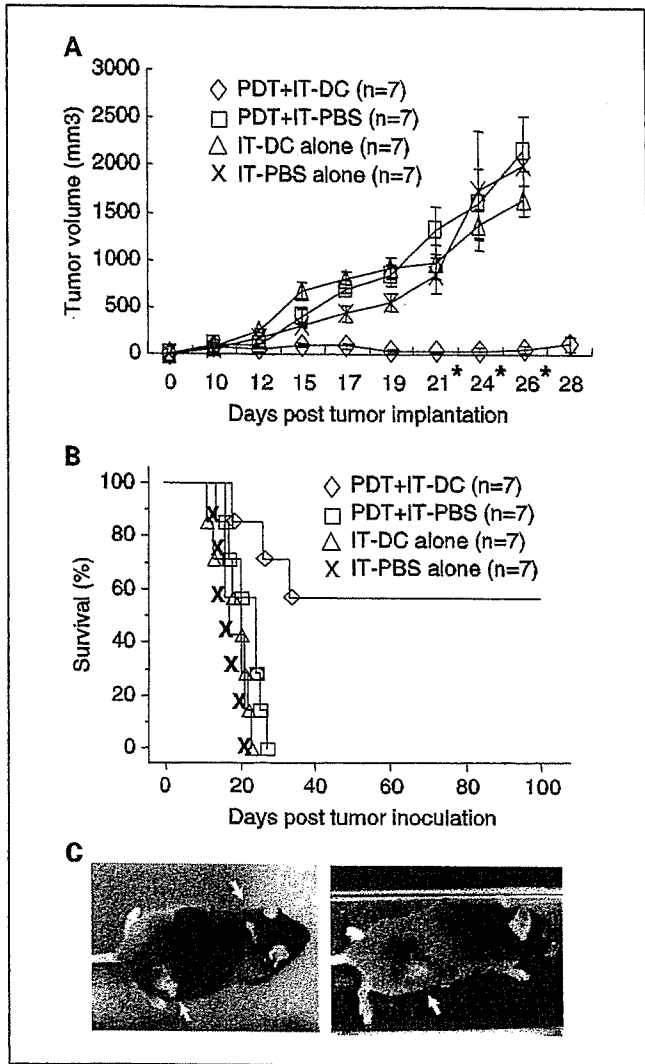 A
3000
2500
2000
1500
1000
500
0
Tumor volume (mm3)
PDT+IT-DC (n=7)
PDT+IT-PBS (n=7)
IT-DC alone (n=7)
IT-PBS alone (n=7)
0 10 12 15 17 19 21* 24* 26* 28
Days post tumor implantation
B
100
80
60
40
20
0
Survival (%)
PDT+IT-DC (n=7)
PDT+IT-PBS (n=7)
IT-DC alone (n=7)
IT-PBS alone (n=7)
0 20 40 60 80 100
Days post tumor inoculation
C